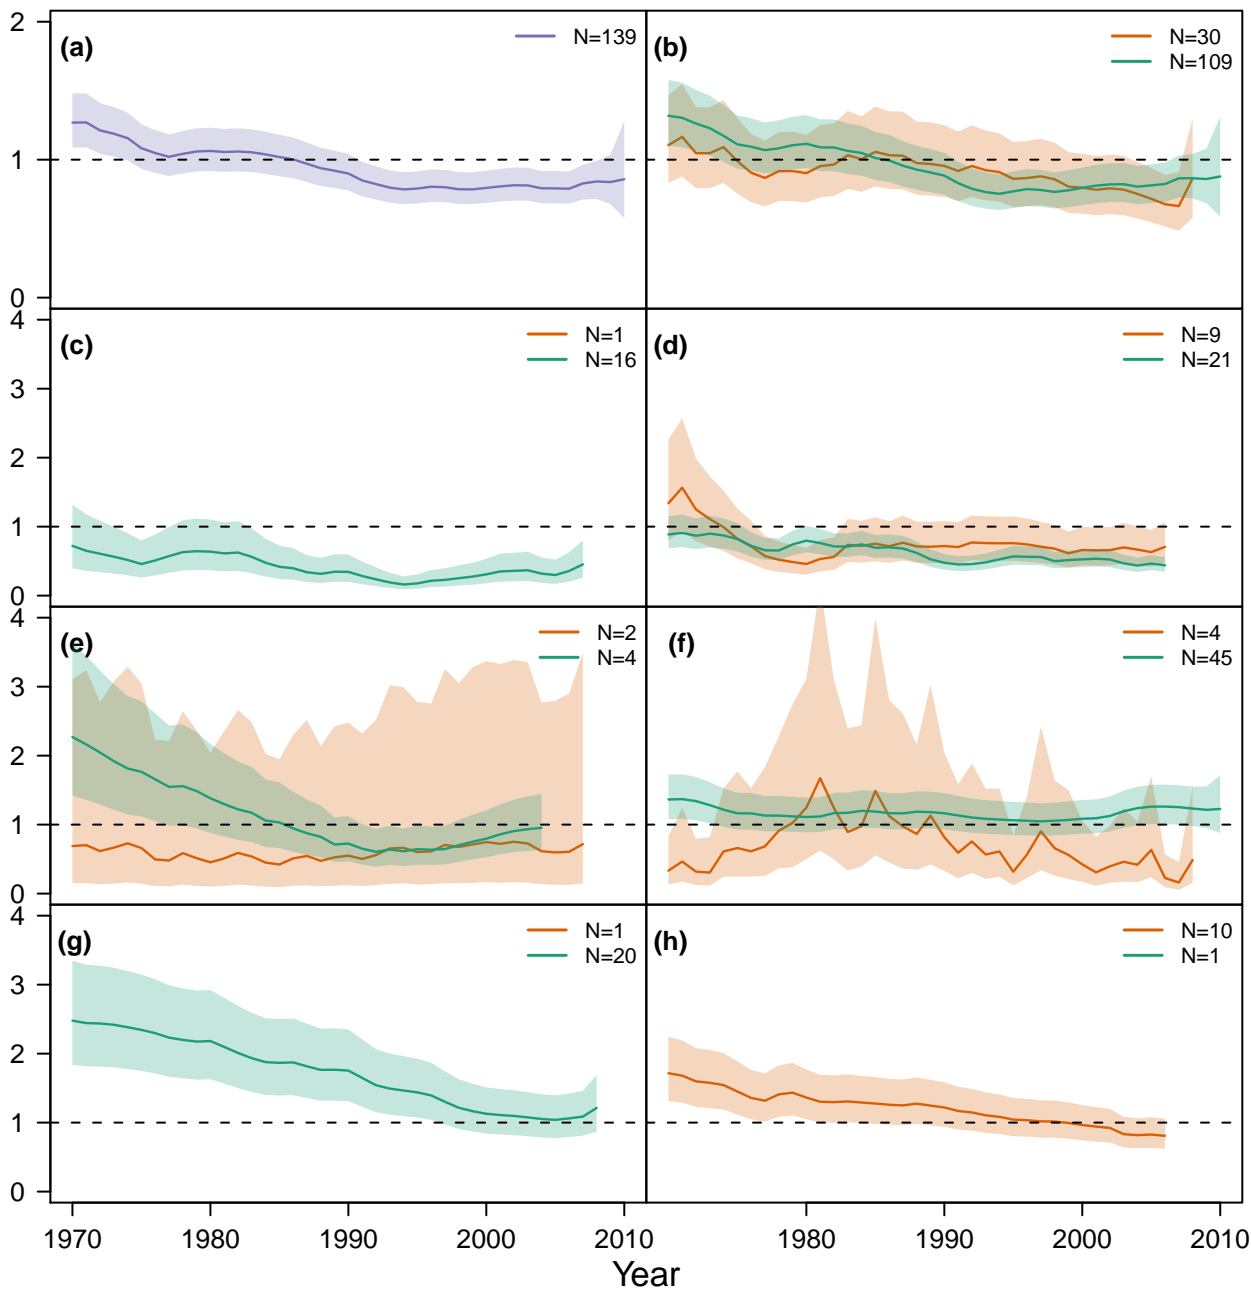 2
(a)
N=139
(b)
N=30
N=109
1
0
4
(c)
N=1
N=16
(d)
N=9
N=21
3
2
1
0
4
(e)
N=2
N=4
(f)
N=4
N=45
3
2
1
0
4
(g)
N=1
N=20
(h)
N=10
N=1
3
2
1
0
1970 1980 1990 2000 2010 1980 1990 2000 2010
Year